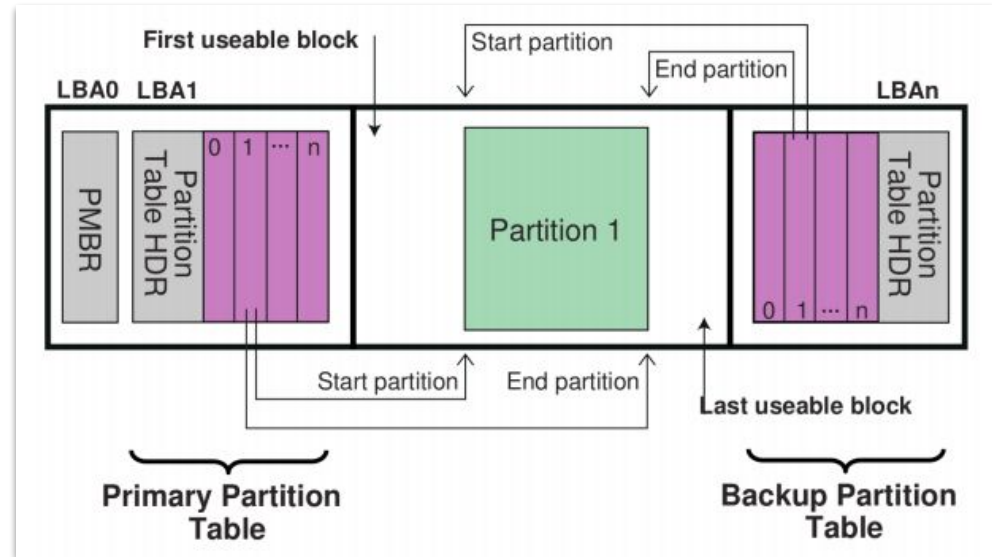 First useable block
Start partition
End partition
LBA0
LBA1
LBAn
PMBR
Partition
Table HDR
0 1 ... n
Partition 1
0 1 ... n
Partition
Table HDR
Start partition
End partition
Last useable block
Primary Partition
Table
Backup Partition
Table